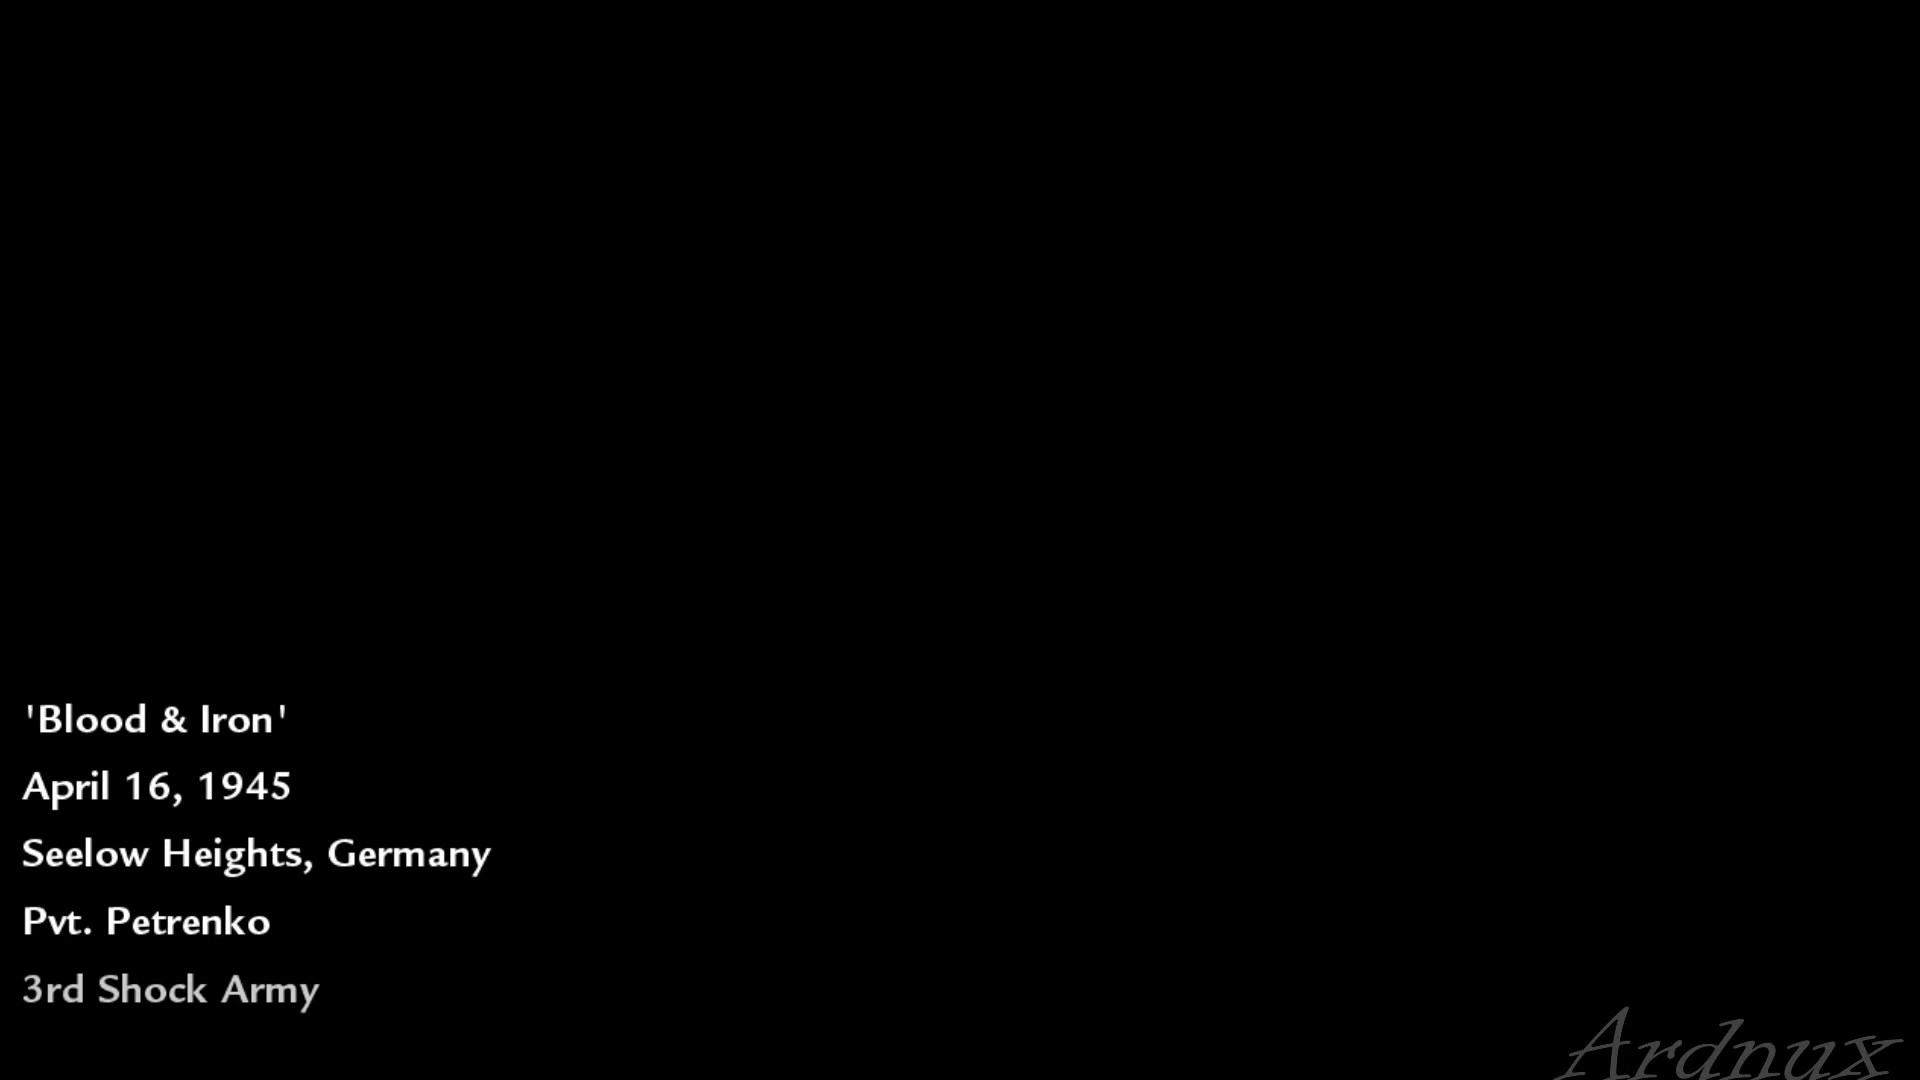 'Blood & Iron'
April 16, 1945
Seelow Heights, Germany
Pvt. Petrenko
3rd Shock Army
Ardnux